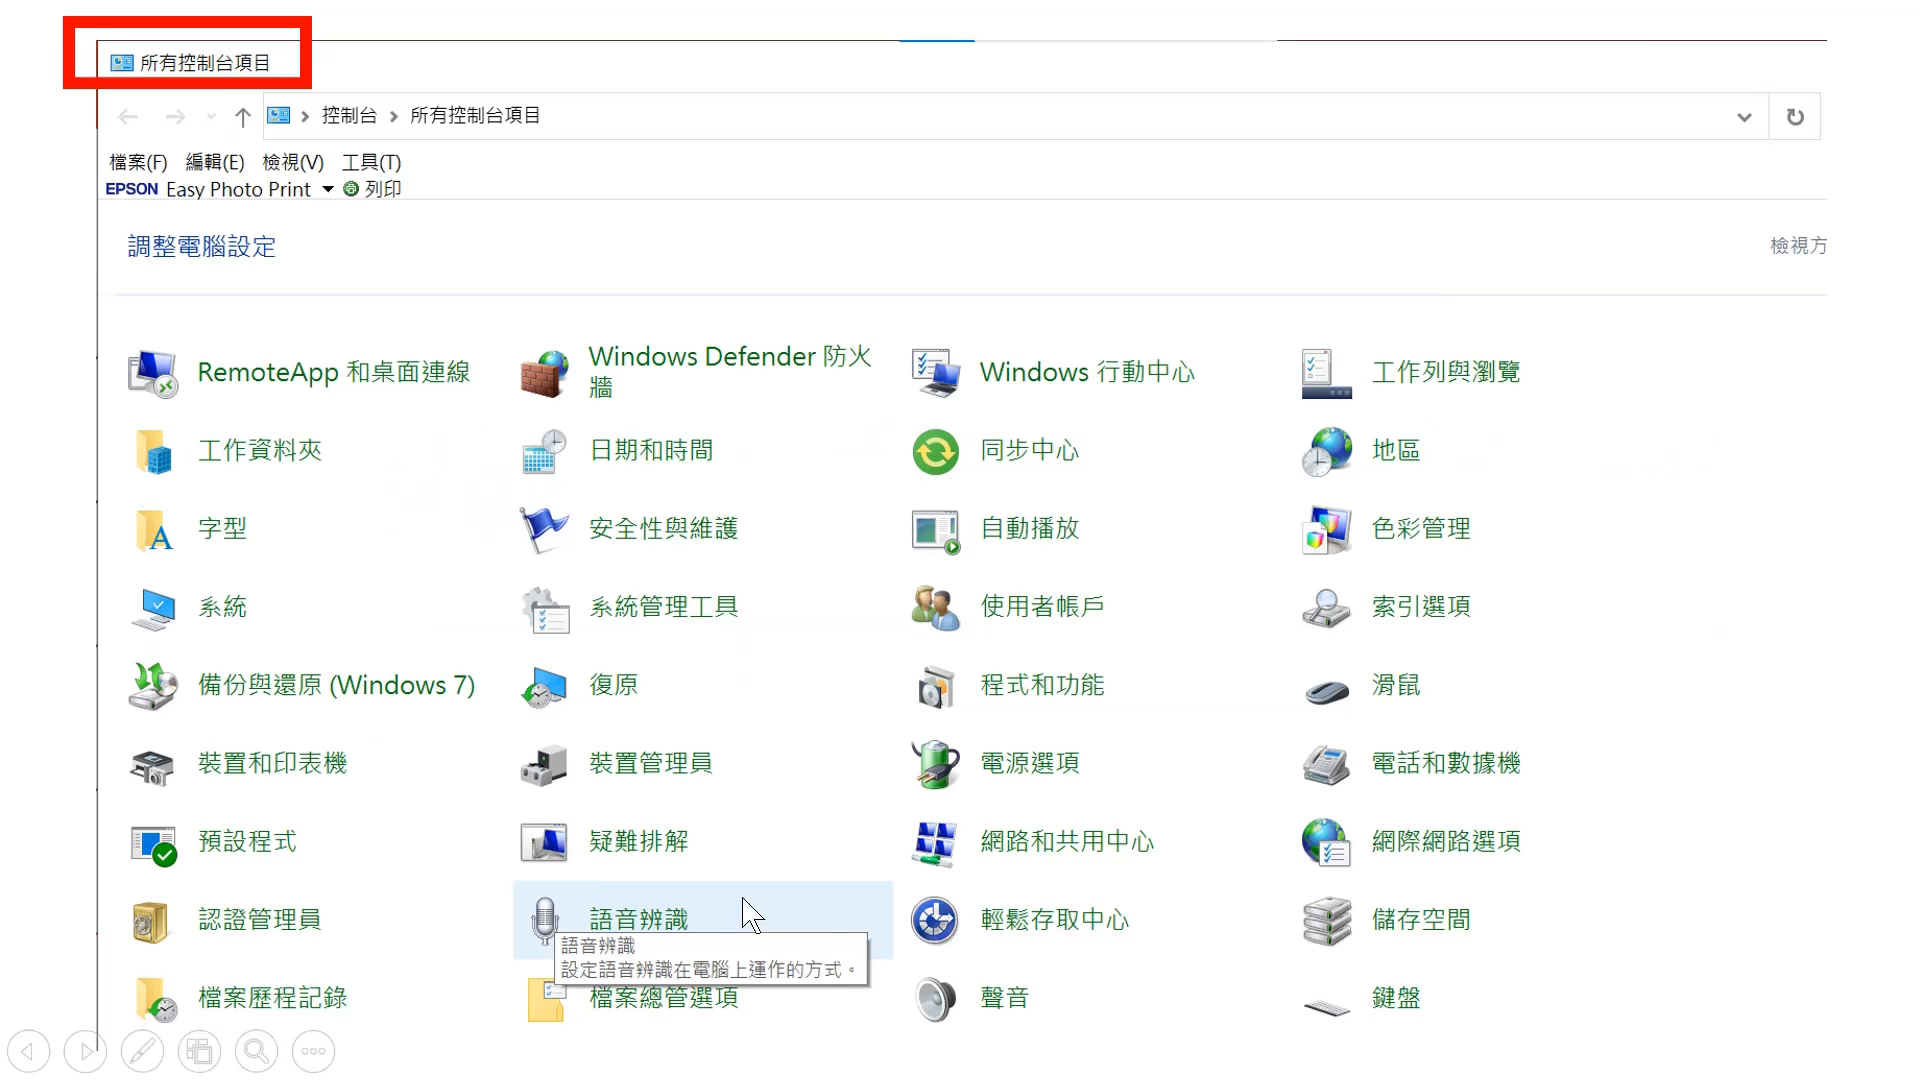 所有控制台項目
控制台 所有控制台項目
檔案(F) 編輯(E) 檢視(V) 工具(T)
EPSON Easy Photo Print 列印
調整電腦設定
檢視方
RemoteApp 和桌面連線
Windows Defender 防火
牆
Windows 行動中心
工作列與瀏覽
工作資料夾
日期和時間
同步中心
地區
字型
安全性與維護
自動播放
色彩管理
系統
系統管理工具
使用者帳戶
索引選項
備份與還原 (Windows 7)
復原
程式和功能
滑鼠
裝置和印表機
裝置管理員
電源選項
電話和數據機
預設程式
疑難排解
網路和共用中心
網際網路選項
認證管理員
語音辨識
輕鬆存取中心
儲存空間
語音辨識
設定語音辨識在電腦上運作的方式。
檔案歷程記錄
檔案總管選項
聲音
鍵盤